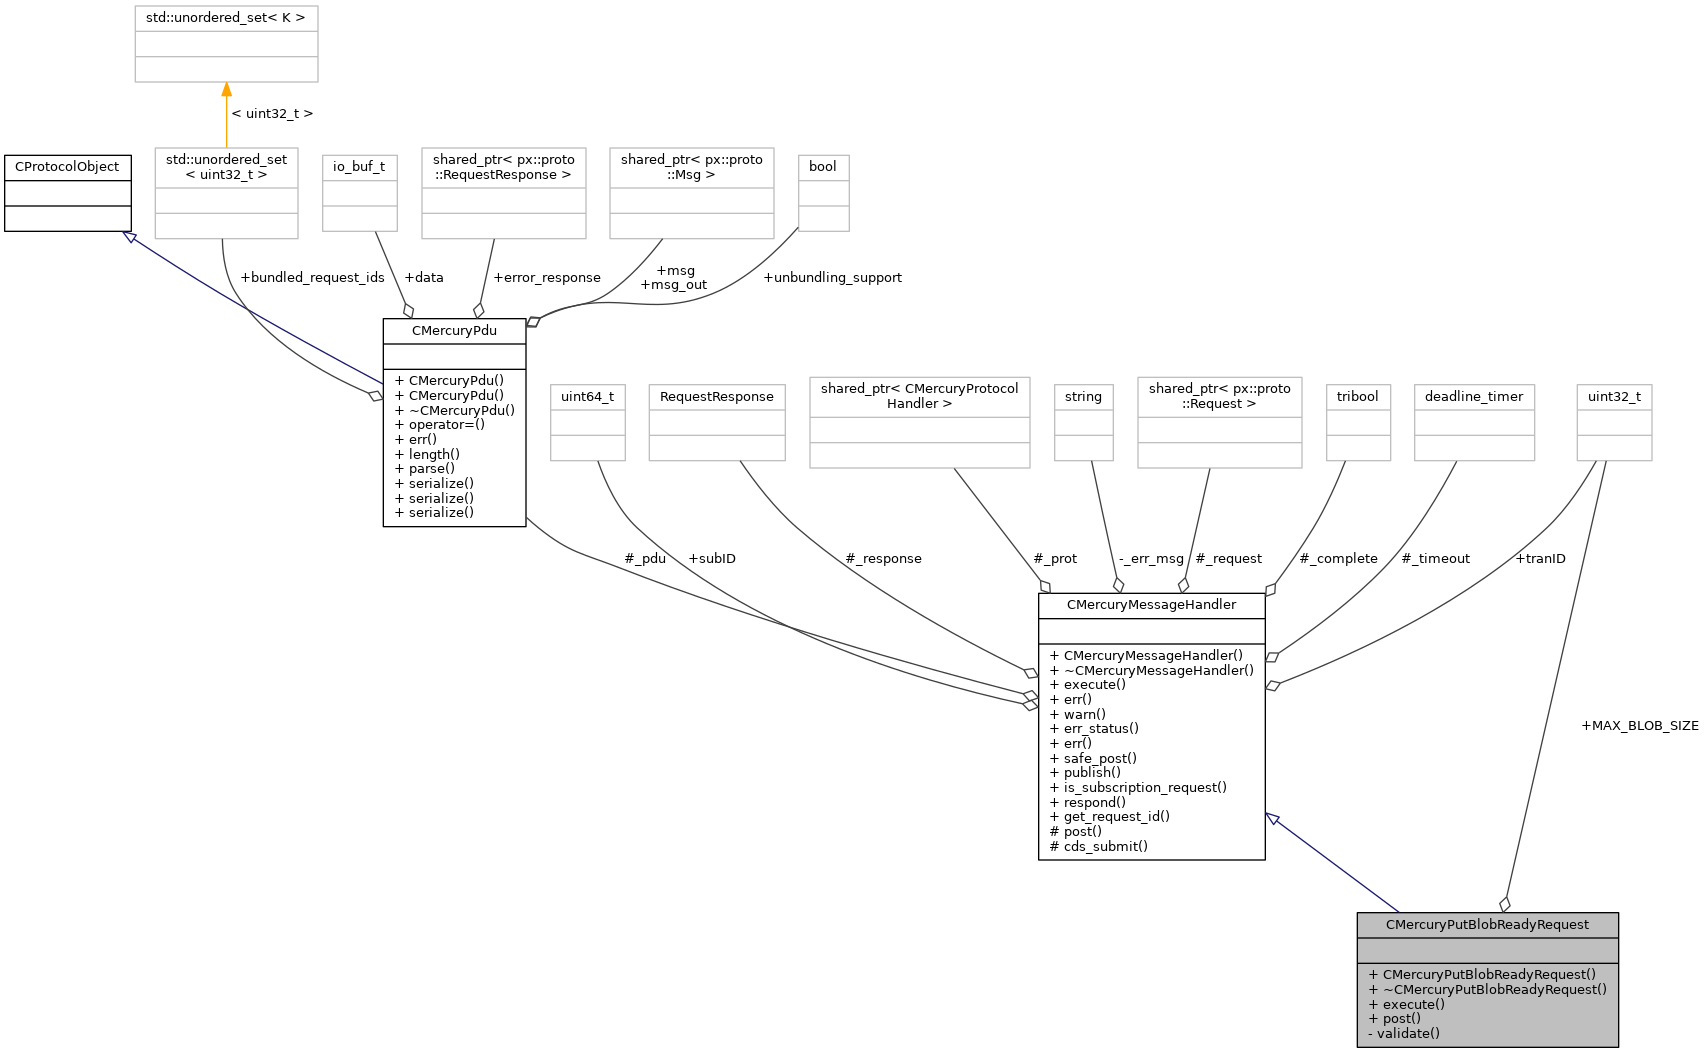 std::unordered_set< K >
< uint32_t >
CProtocolObject
std::unordered_set
< uint32_t >
io_buf_t
shared_ptr< px::proto
::RequestResponse >
shared_ptr< px::proto
::Msg >
bool
+bundled_request_ids
+data
+error_response
+msg
+msg_out
+unbundling_support
CMercuryPdu
+ CMercuryPdu()
+ CMercuryPdu()
+ ~CMercuryPdu()
+ operator=()
+ err()
+ length()
+ parse()
+ serialize()
+ serialize()
+ serialize()
uint64_t
RequestResponse
shared_ptr< CMercuryProtocol
Handler >
string
shared_ptr< px::proto
::Request >
tribool
deadline_timer
uint32_t
#_pdu
+subID
#_response
#_prot
-_err_msg
#_request
#_complete
#_timeout
+tranID
CMercuryMessageHandler
+ CMercuryMessageHandler()
+ ~CMercuryMessageHandler()
+ execute()
+ err()
+ warn()
+ err_status()
+ err()
+ safe_post()
+ publish()
+ is_subscription_request()
+ respond()
+ get_request_id()
# post()
# cds_submit()
+MAX_BLOB_SIZE
CMercuryPutBlobReadyRequest
+ CMercuryPutBlobReadyRequest()
+ ~CMercuryPutBlobReadyRequest()
+ execute()
+ post()
- validate()